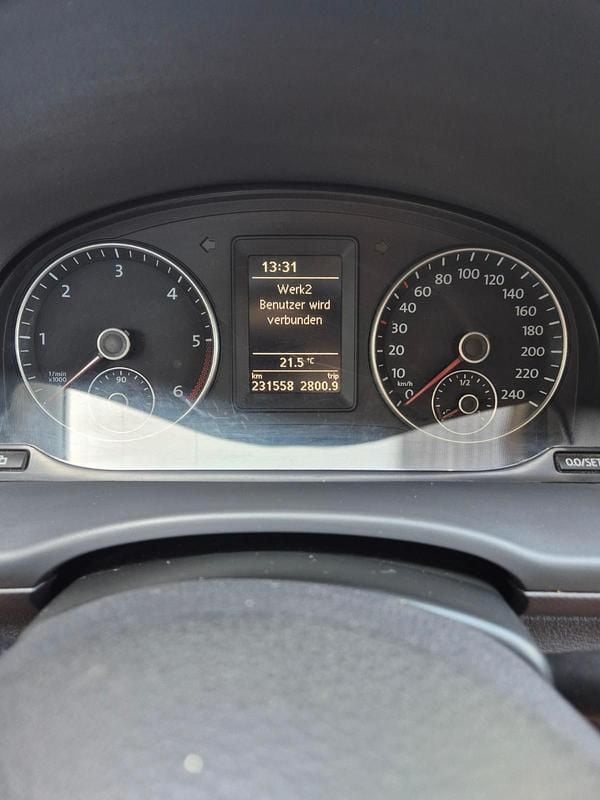 13:31
Werk2
Benutzer wird
verbunden
21.5 °C
km trip
231558 2800.9
1 2 3 4 5 6
1/min
x1000
90
0 10 20 30 40 60 80 100 120 140 160 180 200 220 240
km/h
1/2
0.0/SET